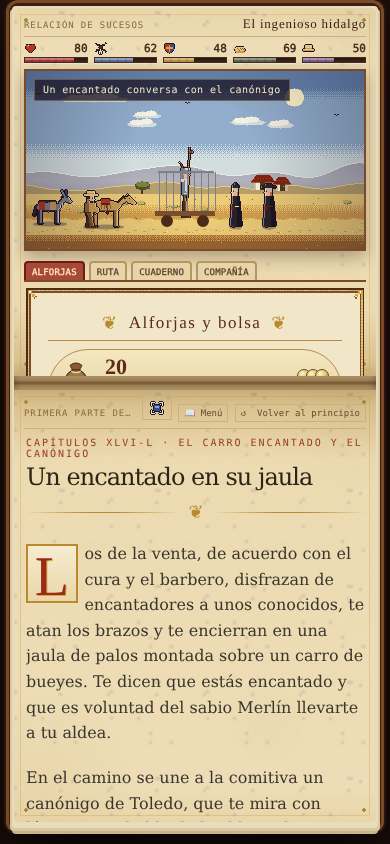 RELACIÓN DE SUCESOS
El ingenioso hidalgo
80 62 48 69 50
Un encantado conversa con el canónigo
ALFORJAS RUTA CUADERNO COMPAÑÍA
Alforjas y bolsa
20
PRIMERA PARTE DE…
Menú
↺ Volver al principio
CAPÍTULOS XLVI-L · EL CARRO ENCANTADO Y EL
CANÓNIGO
Un encantado en su jaula
Los de la venta, de acuerdo con el
cura y el barbero, disfrazan de
encantadores a unos conocidos, te
atan los brazos y te encierran en una
jaula de palos montada sobre un carro de
bueyes. Te dicen que estás encantado y
que es voluntad del sabio Merlín llevarte
a tu aldea.
En el camino se une a la comitiva un
canónigo de Toledo, que te mira con